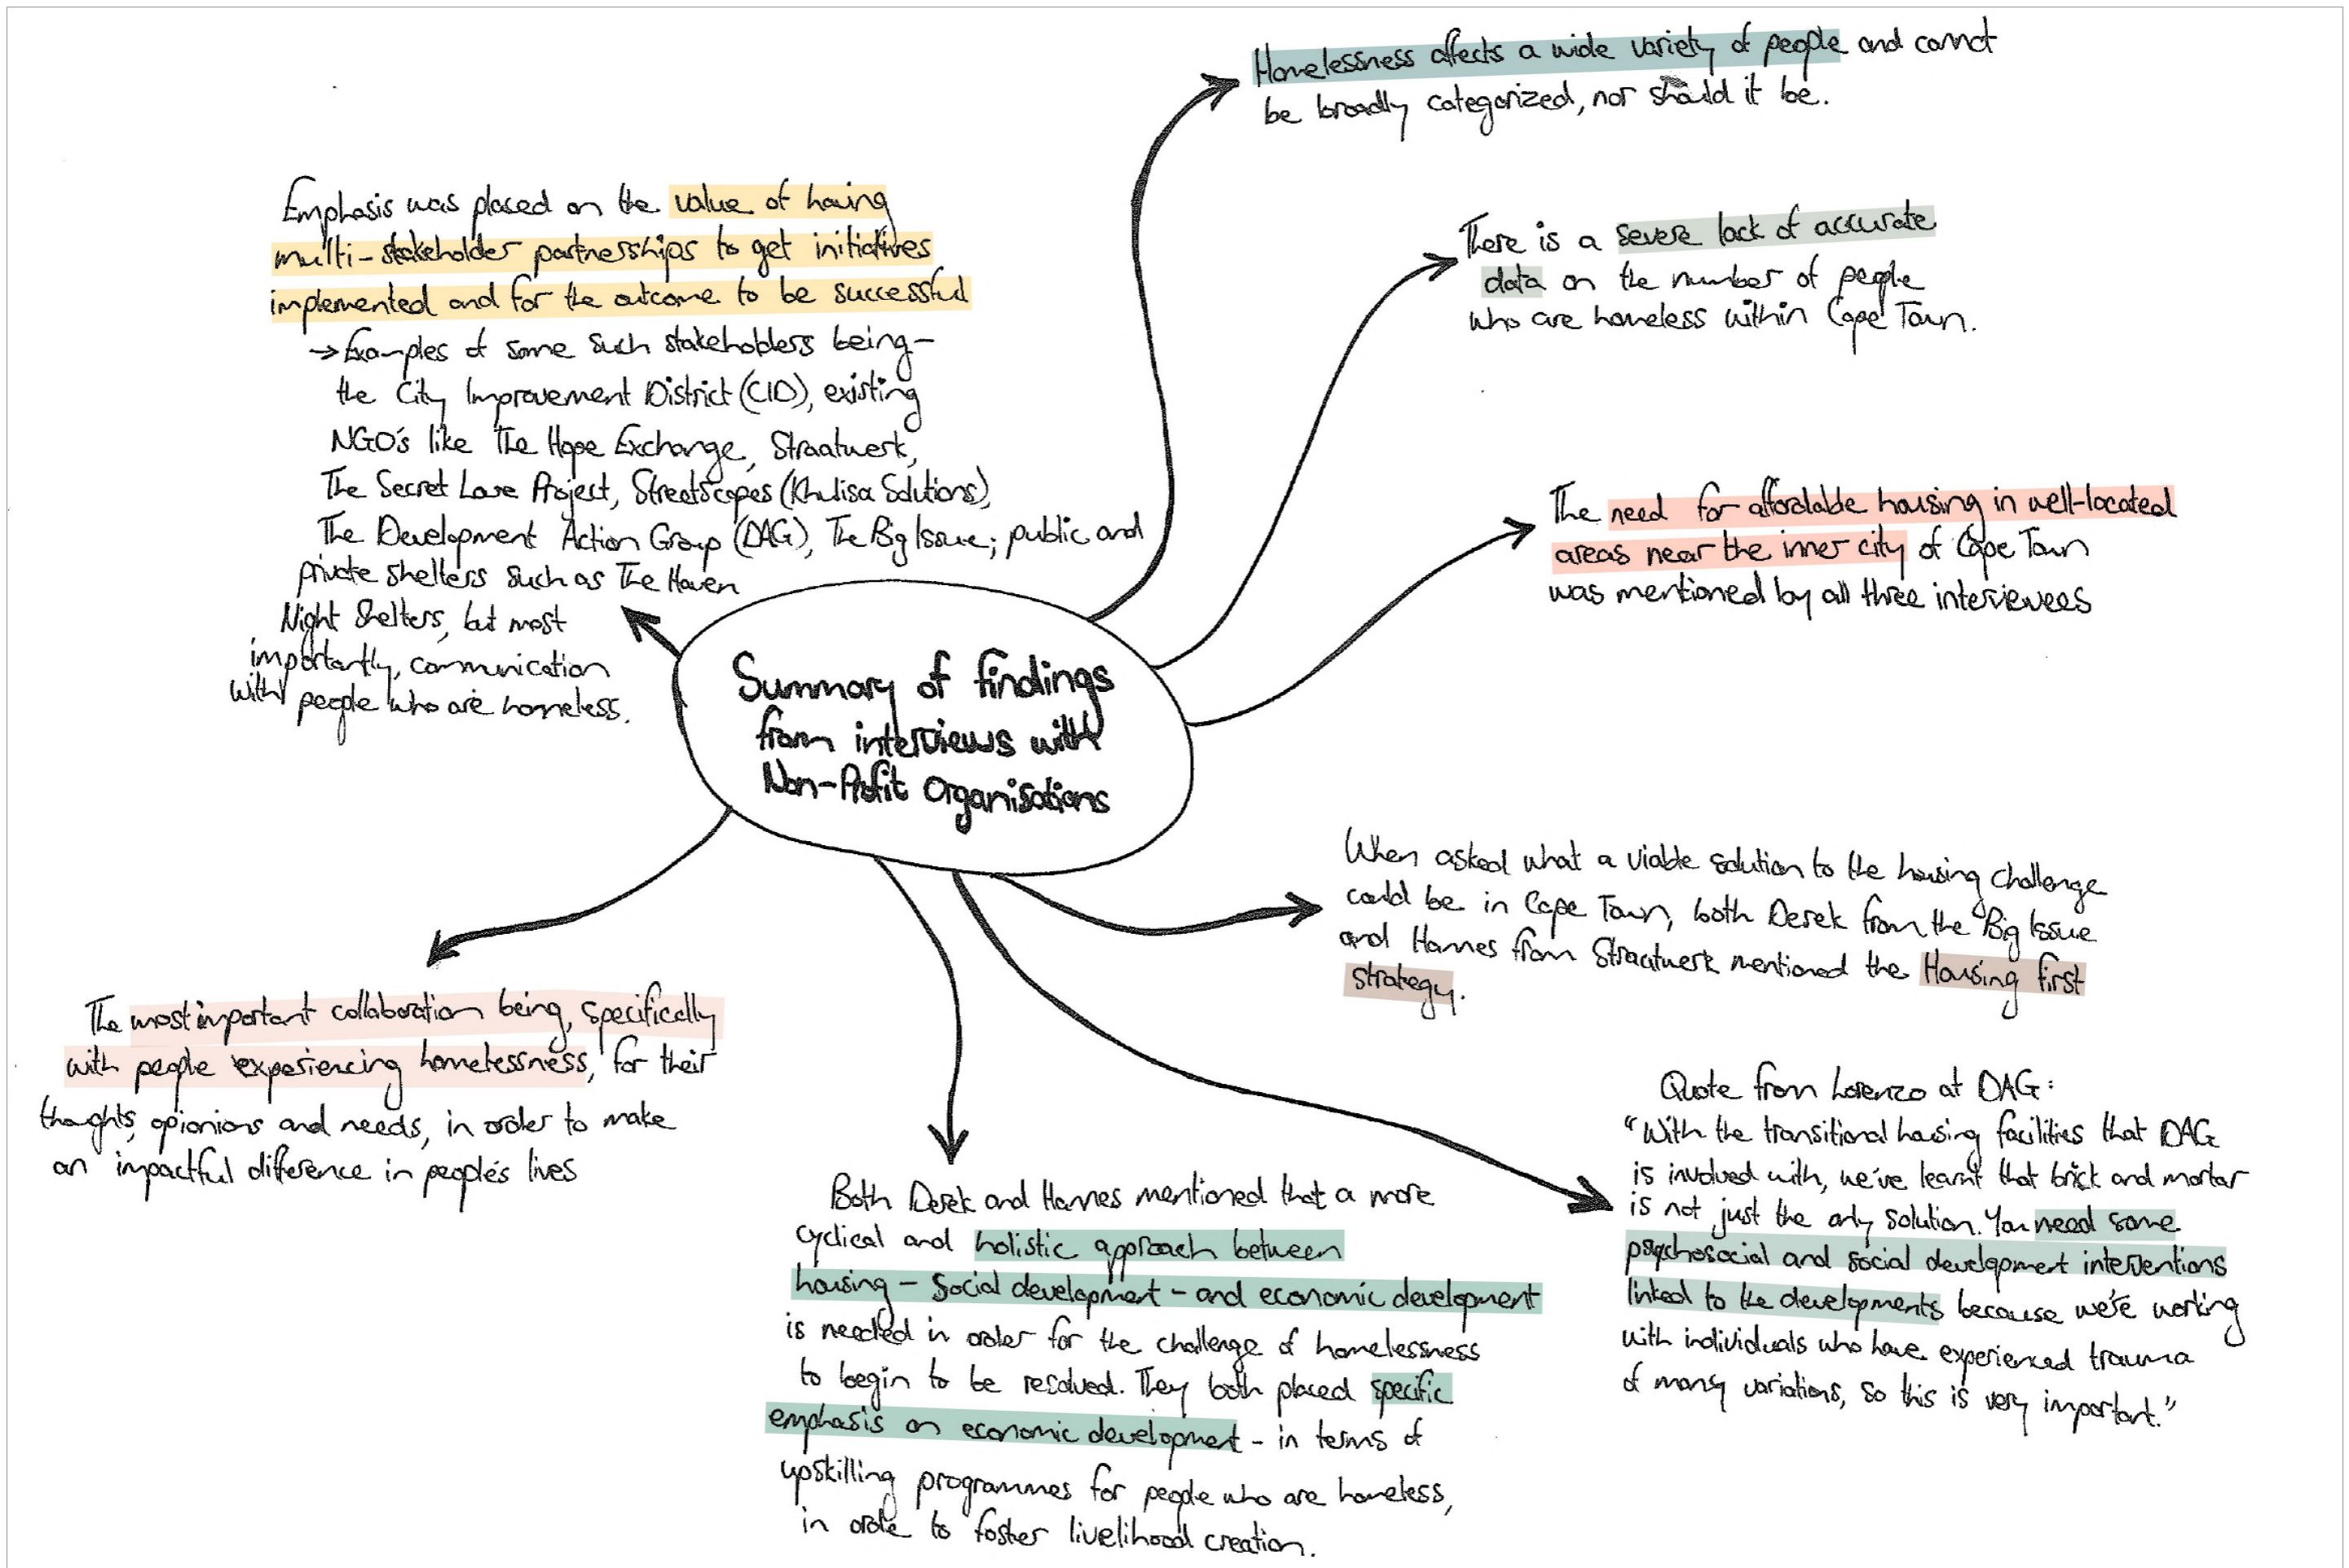 Summary of findings
from interviews with
Non-Profit Organisations
Homelessness affects a wide variety of people and cannot
be broadly categorized, nor should it be.
There is a severe lack of accurate
data on the number of people
who are homeless within Cape Town.
The need for affordable housing in well-located
areas near the inner city of Cape Town
was mentioned by all three interviewees
When asked what a viable solution to the housing challenge
could be in Cape Town, both Derek from the Big Issue
and Hannes from Straatwerk mentioned the Housing first
strategy.
Quote from Lorenzo at DAG:
"With the transitional housing facilities that DAG
is involved with, we've learnt that brick and mortar
is not just the only solution. You need some
psychosocial and social development interventions
linked to the developments because we're working
with individuals who have experienced trauma
of many variations, so this is very important."
Both Derek and Hannes mentioned that a more
cyclical and holistic approach between
housing - social development - and economic development
is needed in order for the challenge of homelessness
to begin to be resolved. They both placed specific
emphasis on economic development - in terms of
upskilling programmes for people who are homeless,
in orde to foster livelihood creation.
The most important collaboration being, specifically
with people experiencing homelessness, for their
thoughts, opionions and needs, in order to make
an impactful difference in people's lives
Emphasis was placed on the value of having
multi-stakeholder partnerships to get initiatives
implemented and for the outcome to be successful
→ Examples of some such stakeholders being-
the City Improvement District (CID), existing
NGO's like The Hope Exchange, Straatwerk,
The Secret Love Project, Streetscapes (Khulisa Solutions),
The Development Action Group (DAG), The Big Issue; public and
private shelters such as The Haven
Night Shelters, but most
importantly, communication
with people who are homeless.